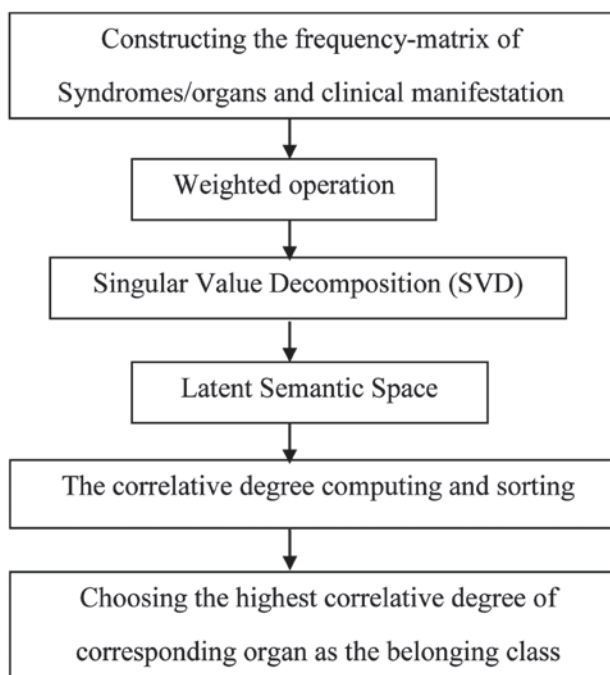 Constructing the frequency-matrix of
Syndromes/organs and clinical manifestation
Weighted operation
Singular Value Decomposition (SVD)
Latent Semantic Space
The correlative degree computing and sorting
Choosing the highest correlative degree of
corresponding organ as the belonging class